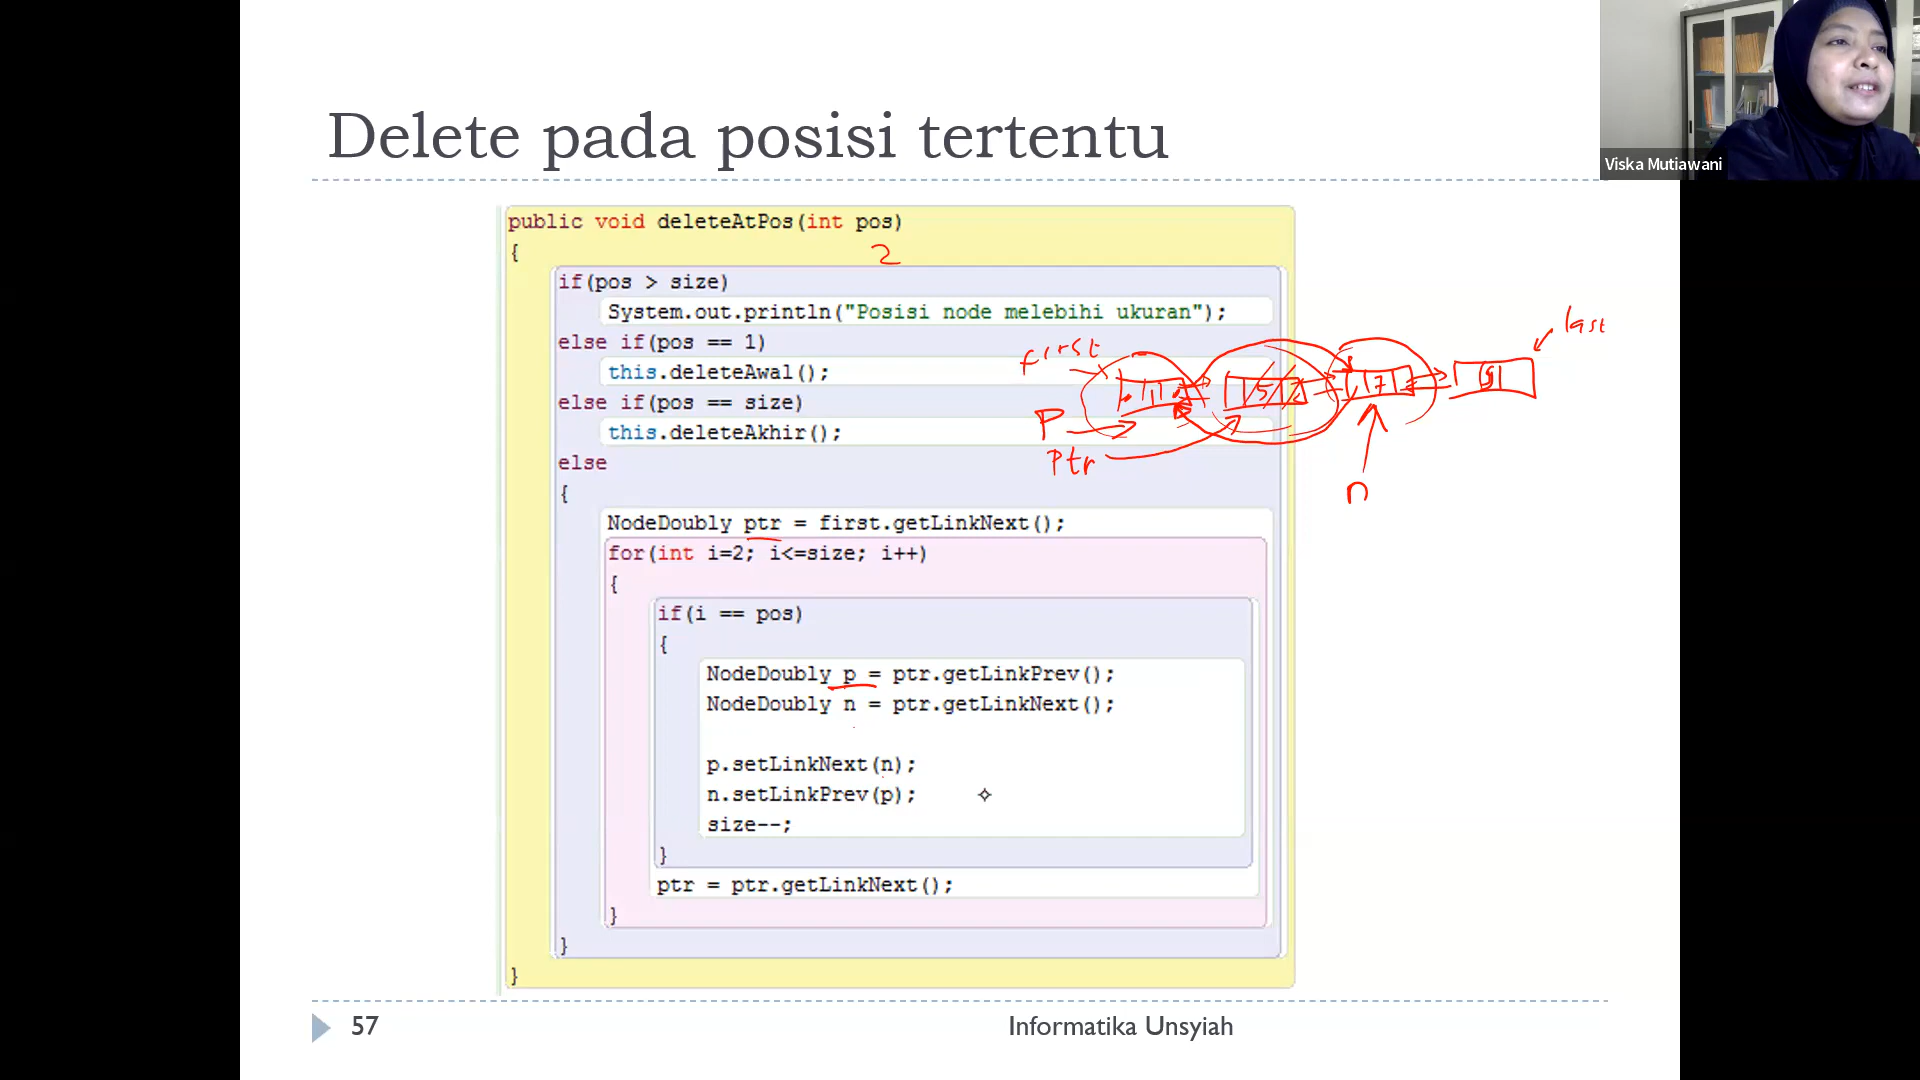 Viska Mutiawani
Delete pada posisi tertentu
public void deleteAtPos(int pos)
{
2
if(pos > size)
System.out.println("Posisi node melebihi ukuran");
else if(pos == 1)
this.deleteAwal();
else if(pos == size)
this.deleteAkhir();
else
{
NodeDoubly ptr = first.getLinkNext();
for(int i=2; i<=size; i++)
{
if(i == pos)
{
NodeDoubly p = ptr.getLinkPrev();
NodeDoubly n = ptr.getLinkNext();
p.setLinkNext(n);
n.setLinkPrev(p);
size--;
}
ptr = ptr.getLinkNext();
}
}
}
first
last
1 5 7
P
Ptr
n
57
Informatika Unsyiah